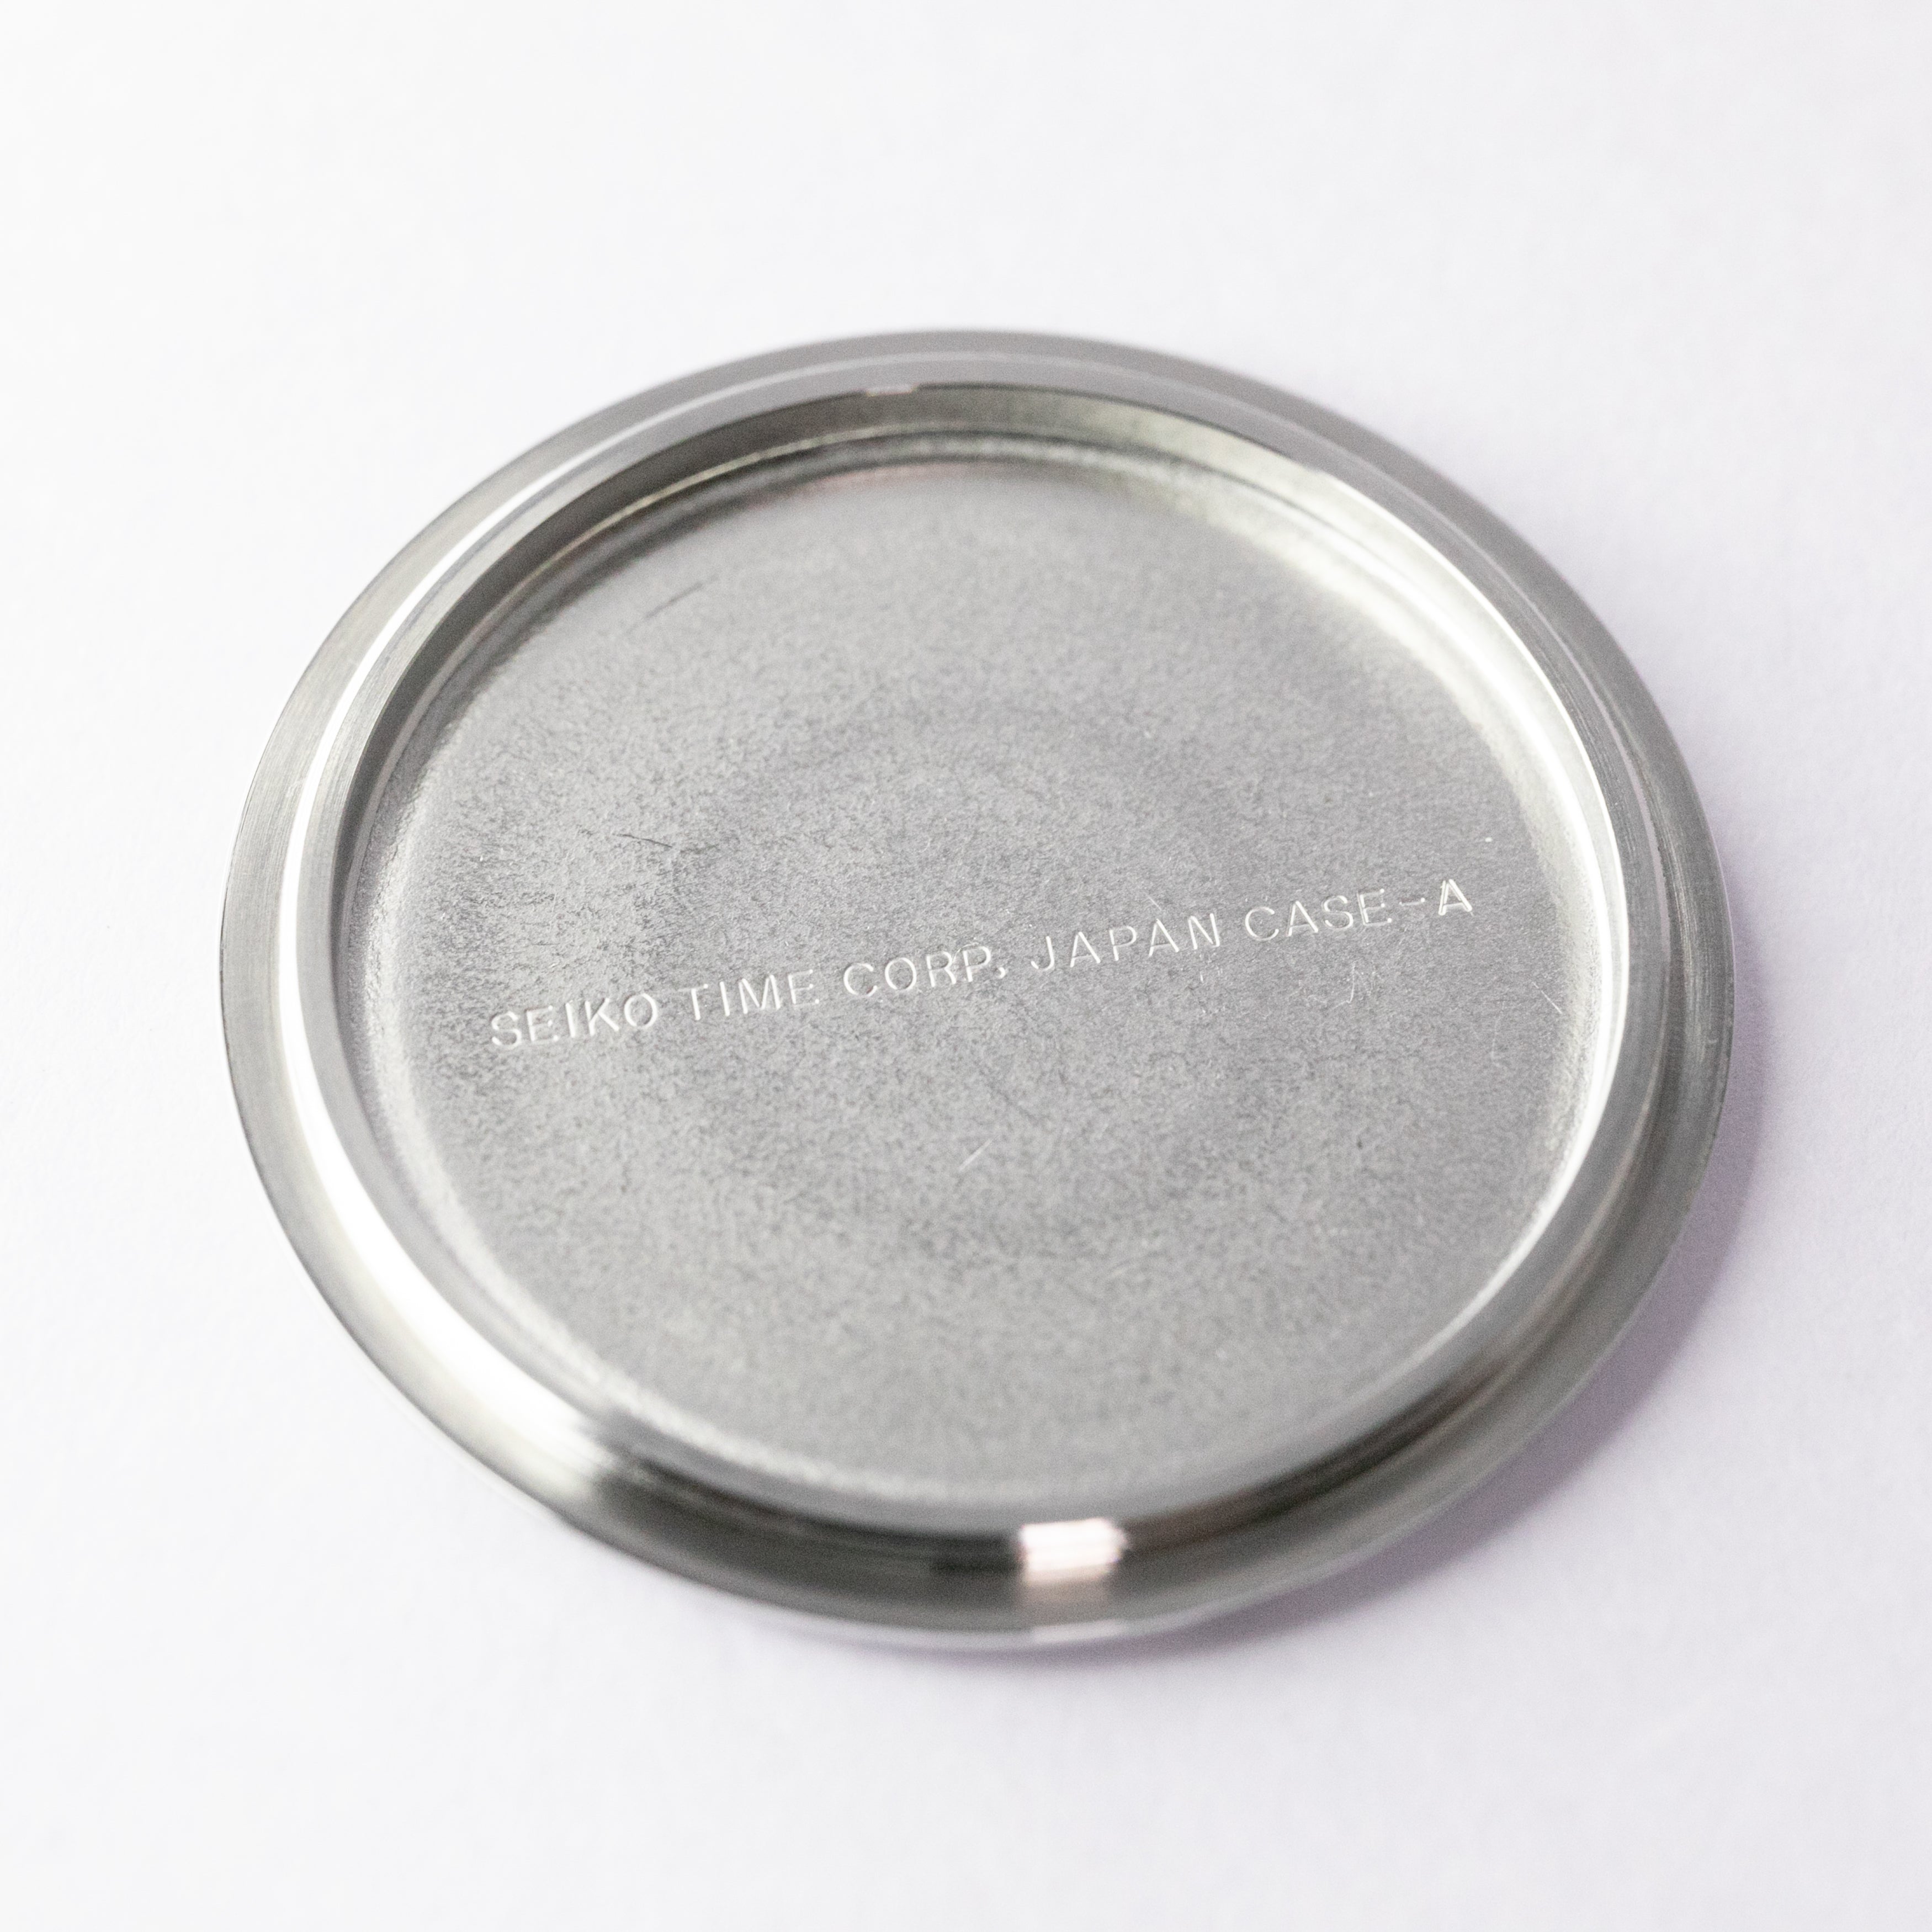 SEIKO TIME CORP. JAPAN CASE-A